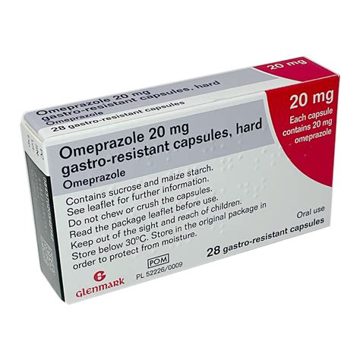 Omeprazole 20 mg
gastro-resistant capsules, hard
Omeprazole
28 gastro-resistant capsules
Omeprazole 20 mg
gastro-resistant capsules, hard
Omeprazole
Contains sucrose and maize starch.
See leaflet for further information.
Do not chew or crush the capsules.
Read the package leaflet before use.
Keep out of the sight and reach of children.
Store below 30°C. Store in the original package in
order to protect from moisture.
20 mg
Each capsule
contains 20 mg
omeprazole
Oral use
28 gastro-resistant capsules
G
GLENMARK
POM
PL 52226/0009